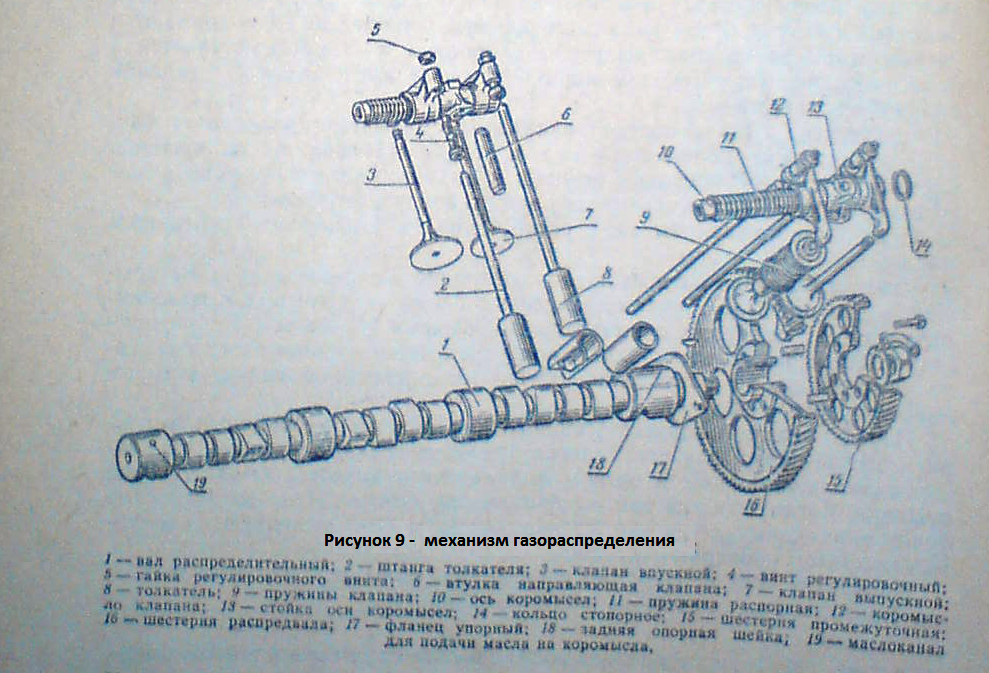 5
4
6
3
12
13
11
10
7
9
14
2
8
1
19
18
17
16
15
Рисунок 9 - механизм газораспределения
1 — вал распределительный; 2 — штанга толкателя; 3 — клапан впускной; 4 — винт регулировочный;
5 — гайка регулировочного винта; 6 — втулка направляющая клапана; 7 — клапан выпускной;
8 — толкатель; 9 — пружины клапана; 10 — ось коромысел; 11 — пружина распорная; 12 — коромыс-
ло клапана; 13 — стойка оси коромысел; 14 — кольцо стопорное; 15 — шестерня промежуточная;
16 — шестерня распредвала; 17 — фланец упорный; 18 — задняя опорная шейка; 19 — маслоканал
для подачи масла на коромысла.